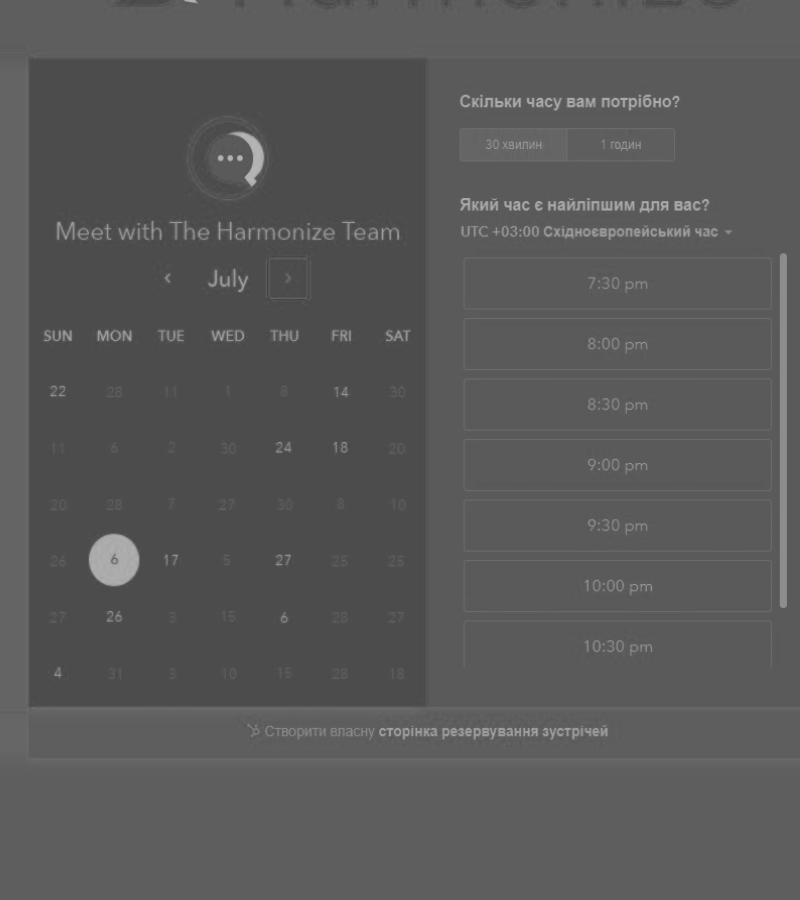 Meet with The Harmonize Team
July
SUN MON TUE WED THU FRI SAT
22 28 11 1 8 14 30
11 6 2 30 24 18 20
20 28 7 27 30 8 10
26 6 17 5 27 25 25
27 26 3 15 6 28 27
4 31 3 10 15 28 18
Скільки часу вам потрібно?
30 хвилин 1 годин
Який час є найліпшим для вас?
UTC +03:00 Східноєвропейський час
7:30 pm
8:00 pm
8:30 pm
9:00 pm
9:30 pm
10:00 pm
10:30 pm
Створити власну сторінка резервування зустрічей